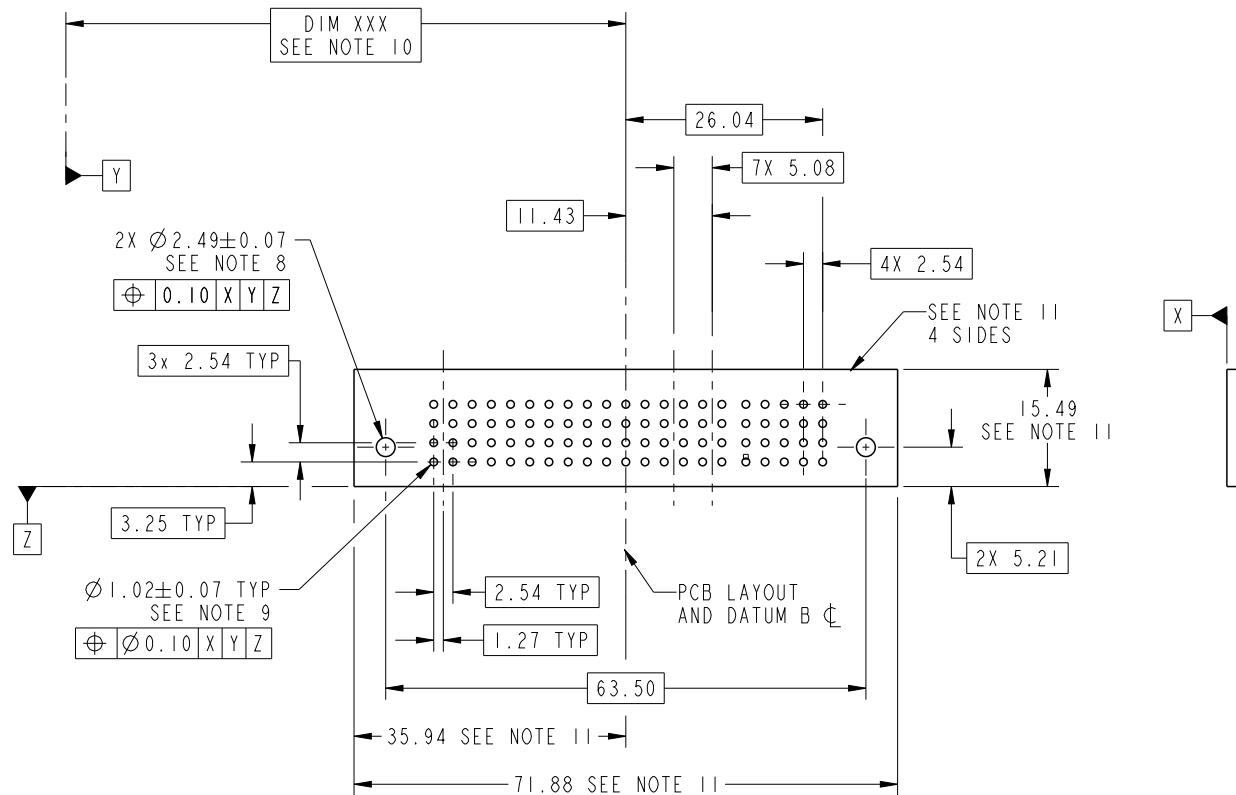 DIM XXX
SEE NOTE 10
26.04
Y
7X 5.08
11.43
2X Ø2.49±0.07
SEE NOTE 8
⌖ 0.10 X Y Z
4X 2.54
SEE NOTE 11
4 SIDES
X
3x 2.54 TYP
15.49
SEE NOTE 11
3.25 TYP
Z
2X 5.21
Ø1.02±0.07 TYP
SEE NOTE 9
⌖ Ø0.10 X Y Z
2.54 TYP
PCB LAYOUT
AND DATUM B ℄
1.27 TYP
63.50
35.94 SEE NOTE 11
71.88 SEE NOTE 11